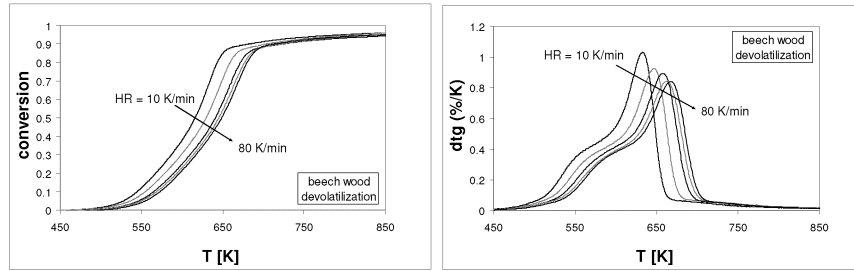 conversion
1
0.9
0.8
0.7
0.6
0.5
0.4
0.3
0.2
0.1
0
HR = 10 K/min
80 K/min
beech wood
devolatilization
450
550
650
750
850
T [K]
dtg (%/K)
1.2
1
0.8
0.6
0.4
0.2
0
beech wood
devolatilization
HR = 10 K/min
80 K/min
450
550
650
750
850
T [K]